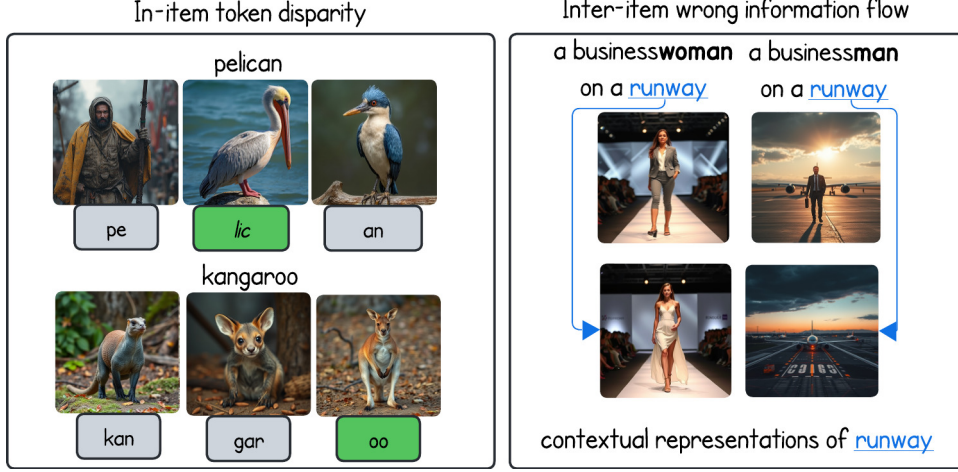 In-item token disparity
pelican
pe
lic
an
kangaroo
kan
gar
oo
Inter-item wrong information flow
a businesswoman
on a runway
a businessman
on a runway
contextual representations of runway